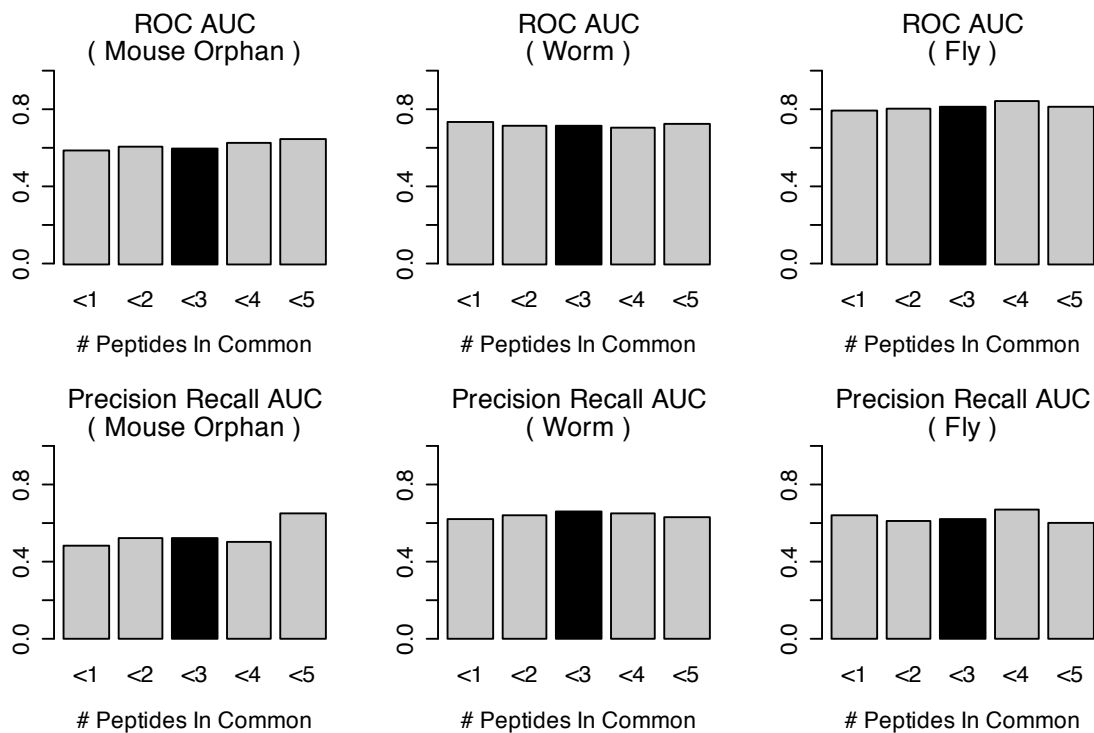 ROC AUC
( Mouse Orphan )
0.0 0.4 0.8
<1 <2 <3 <4 <5
# Peptides In Common
ROC AUC
( Worm )
0.0 0.4 0.8
<1 <2 <3 <4 <5
# Peptides In Common
ROC AUC
( Fly )
0.0 0.4 0.8
<1 <2 <3 <4 <5
# Peptides In Common
Precision Recall AUC
( Mouse Orphan )
0.0 0.4 0.8
<1 <2 <3 <4 <5
# Peptides In Common
Precision Recall AUC
( Worm )
0.0 0.4 0.8
<1 <2 <3 <4 <5
# Peptides In Common
Precision Recall AUC
( Fly )
0.0 0.4 0.8
<1 <2 <3 <4 <5
# Peptides In Common